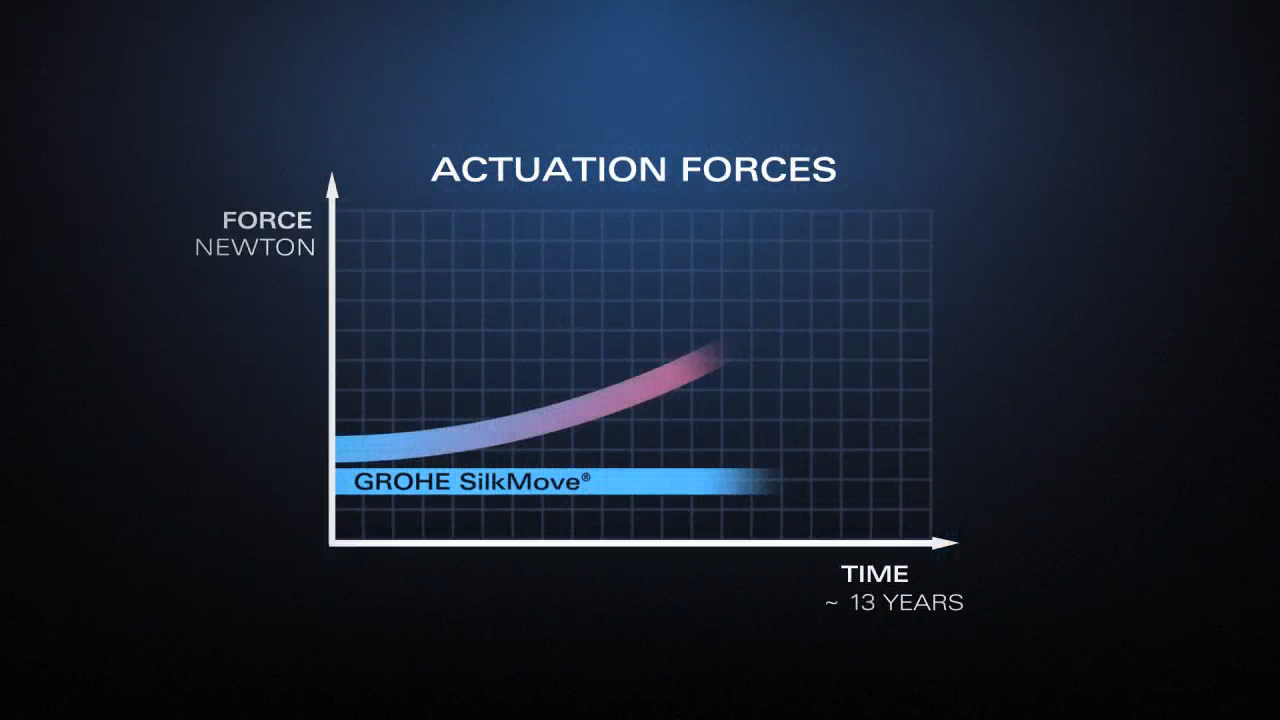 ACTUATION FORCES
FORCE
NEWTON
GROHE SilkMove®
TIME
~ 13 YEARS